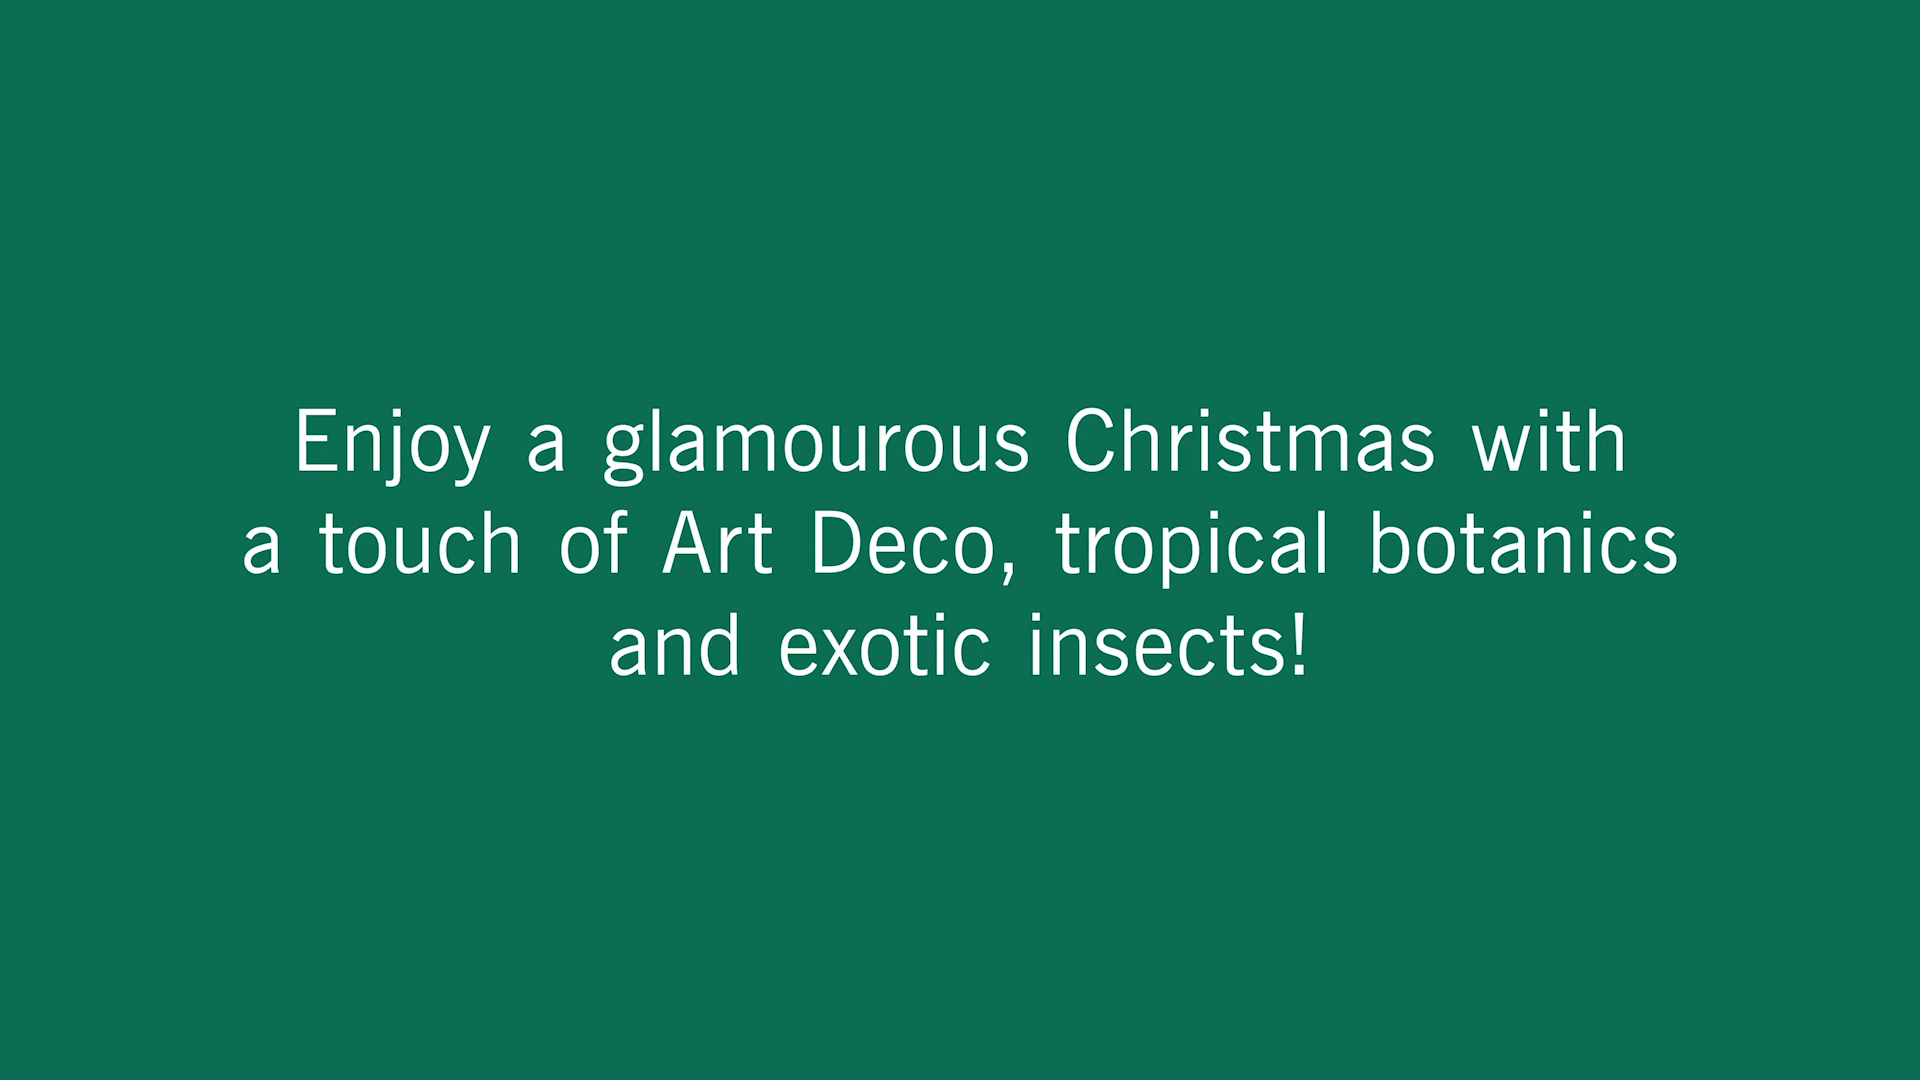 Enjoy a glamourous Christmas with
a touch of Art Deco, tropical botanics
and exotic insects!